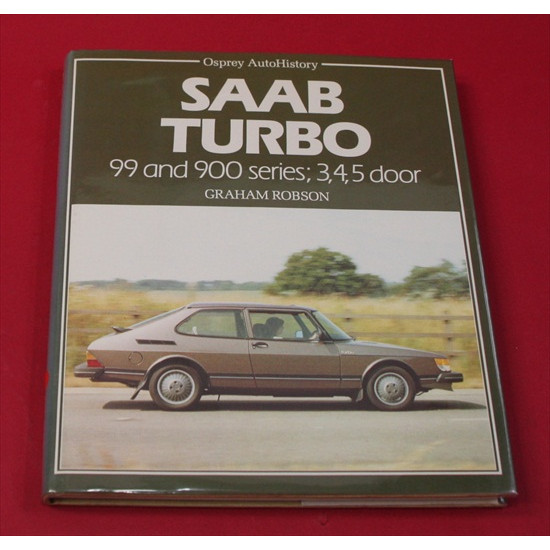 Osprey AutoHistory
SAAB
TURBO
99 and 900 series; 3,4,5 door
GRAHAM ROBSON